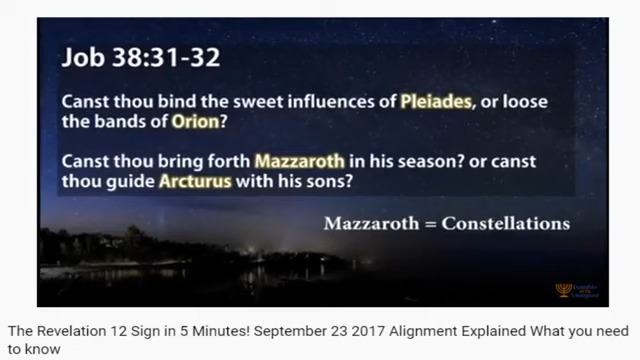 Job 38:31-32
Canst thou bind the sweet influences of Pleiades, or loose
the bands of Orion?
Canst thou bring forth Mazzaroth in his season? or canst
thou guide Arcturus with his sons?
Mazzaroth = Constellations
The Revelation 12 Sign in 5 Minutes! September 23 2017 Alignment Explained What you need
to know